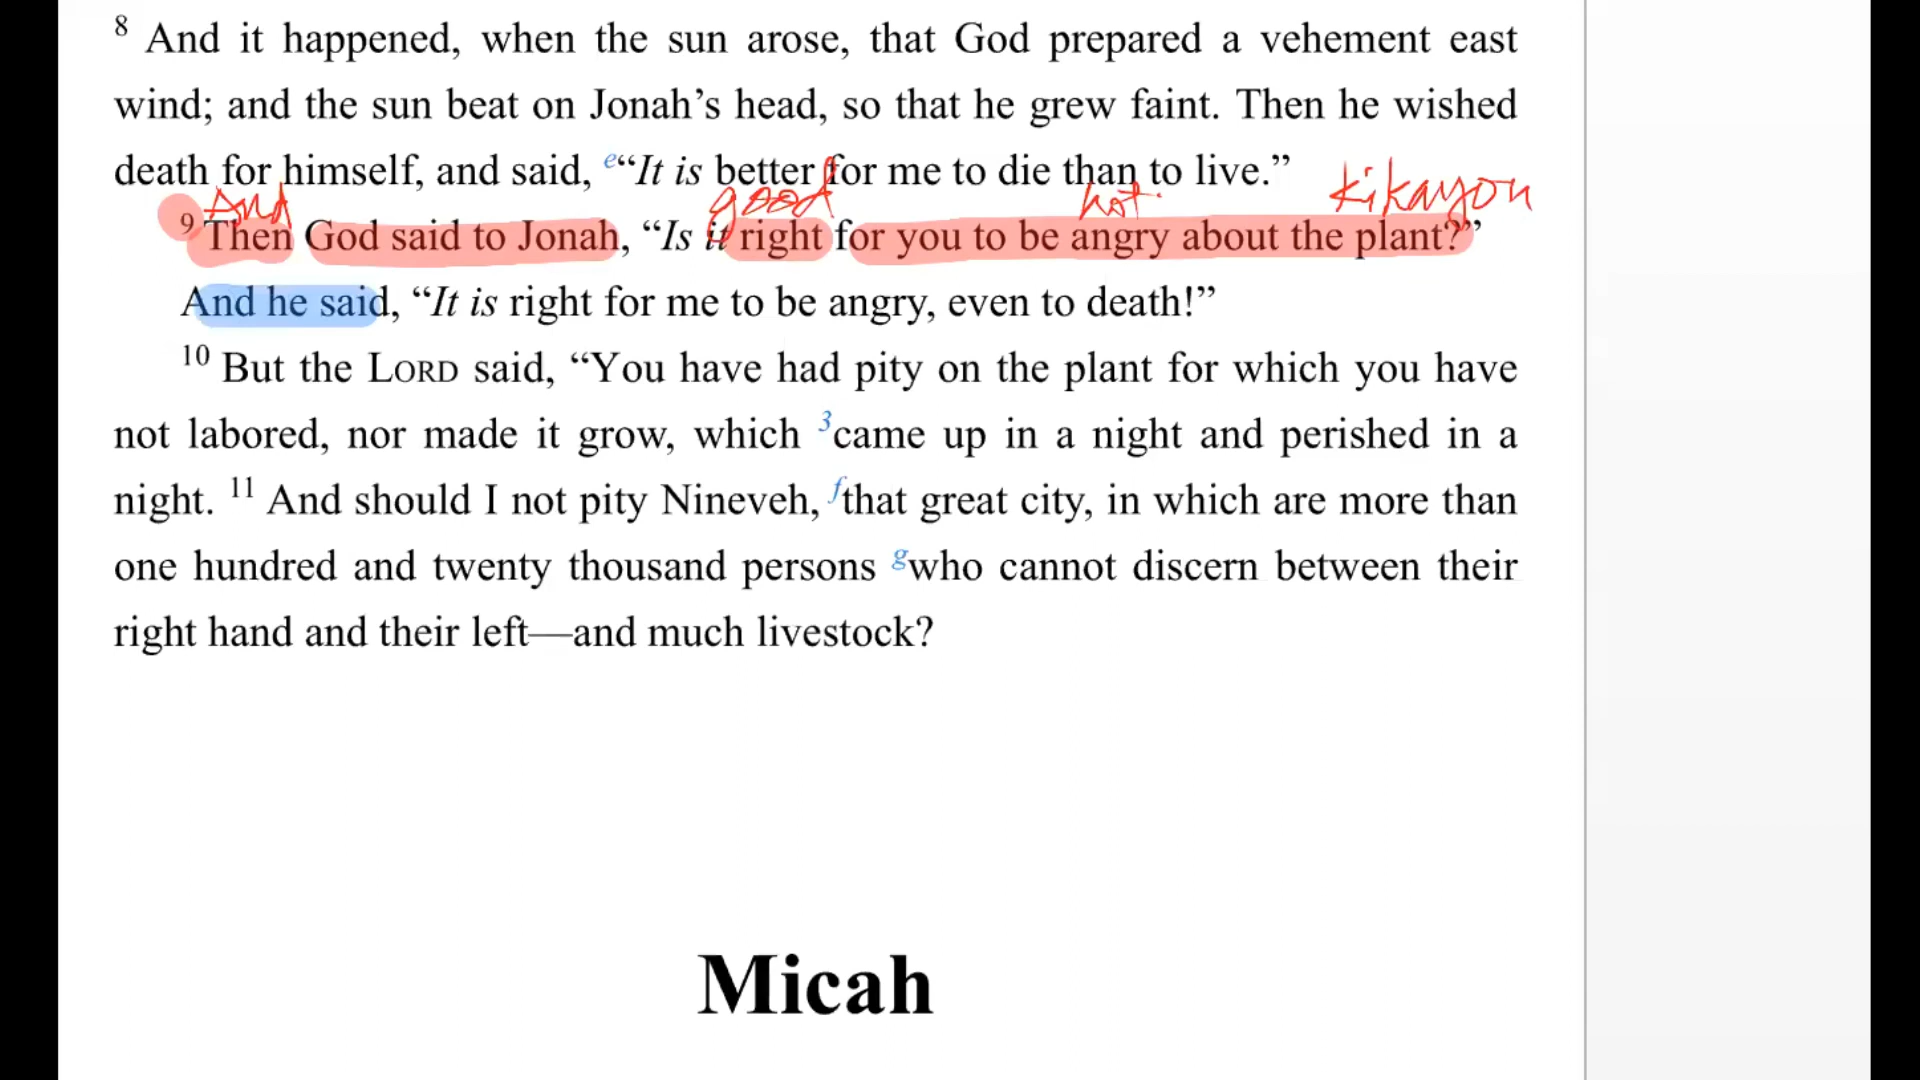 8 And it happened, when the sun arose, that God prepared a vehement east
wind; and the sun beat on Jonah’s head, so that he grew faint. Then he wished
death for himself, and said, e“It is better for me to die than to live.”
And good hot kikayon
9 Then God said to Jonah, “Is it right for you to be angry about the plant?”
And he said, “It is right for me to be angry, even to death!”
10 But the LORD said, “You have had pity on the plant for which you have
not labored, nor made it grow, which 3came up in a night and perished in a
night. 11 And should I not pity Nineveh, fthat great city, in which are more than
one hundred and twenty thousand persons gwho cannot discern between their
right hand and their left—and much livestock?
Micah